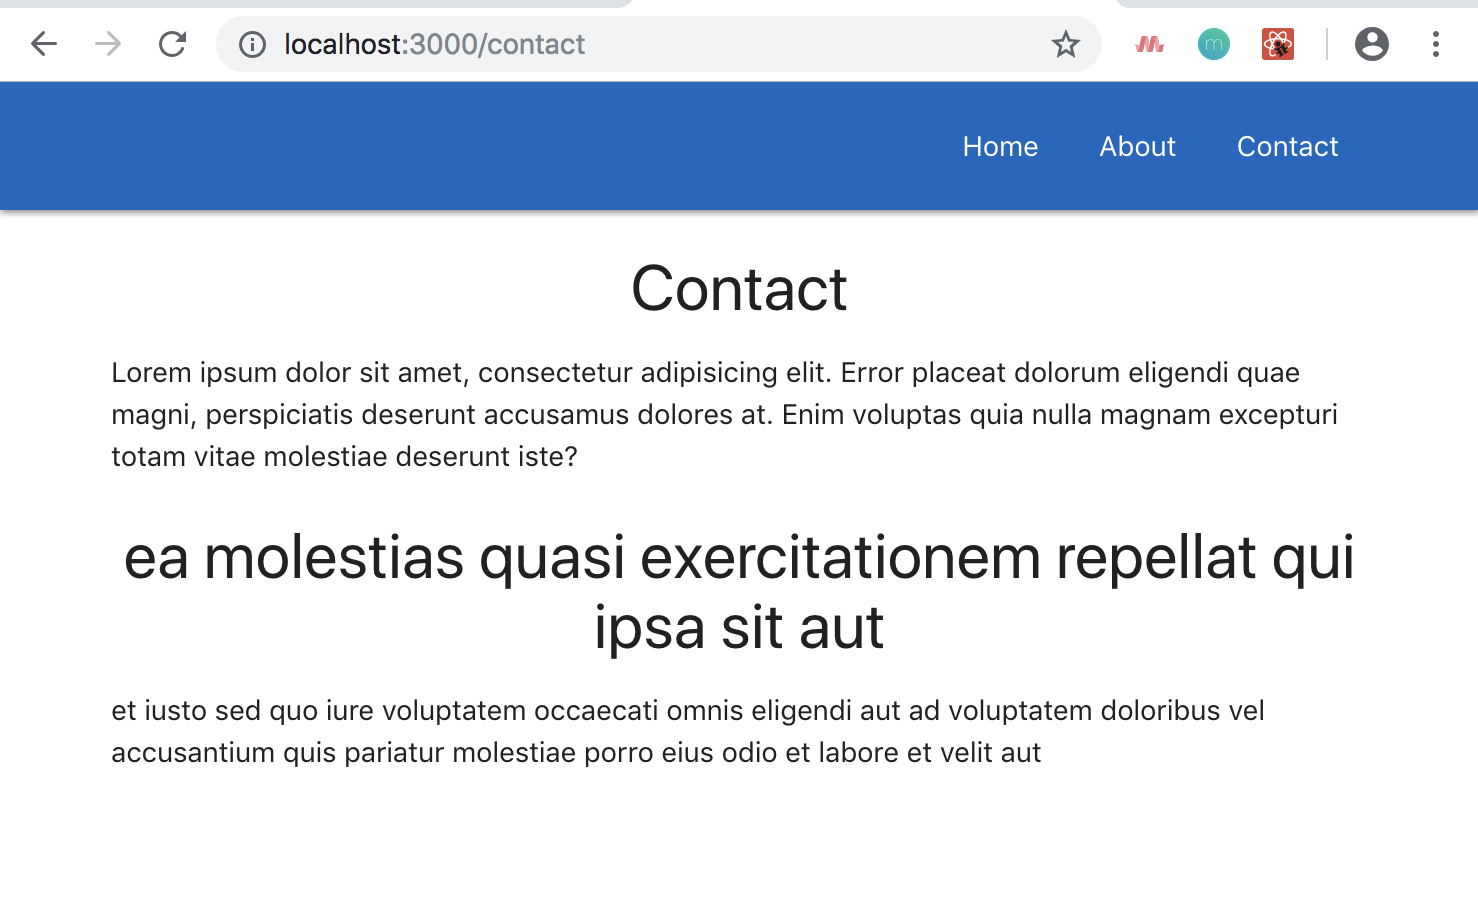 localhost:3000/contact
m
Home About Contact
Contact
Lorem ipsum dolor sit amet, consectetur adipisicing elit. Error placeat dolorum eligendi quae
magni, perspiciatis deserunt accusamus dolores at. Enim voluptas quia nulla magnam excepturi
totam vitae molestiae deserunt iste?
ea molestias quasi exercitationem repellat qui
ipsa sit aut
et iusto sed quo iure voluptatem occaecati omnis eligendi aut ad voluptatem doloribus vel
accusantium quis pariatur molestiae porro eius odio et labore et velit aut